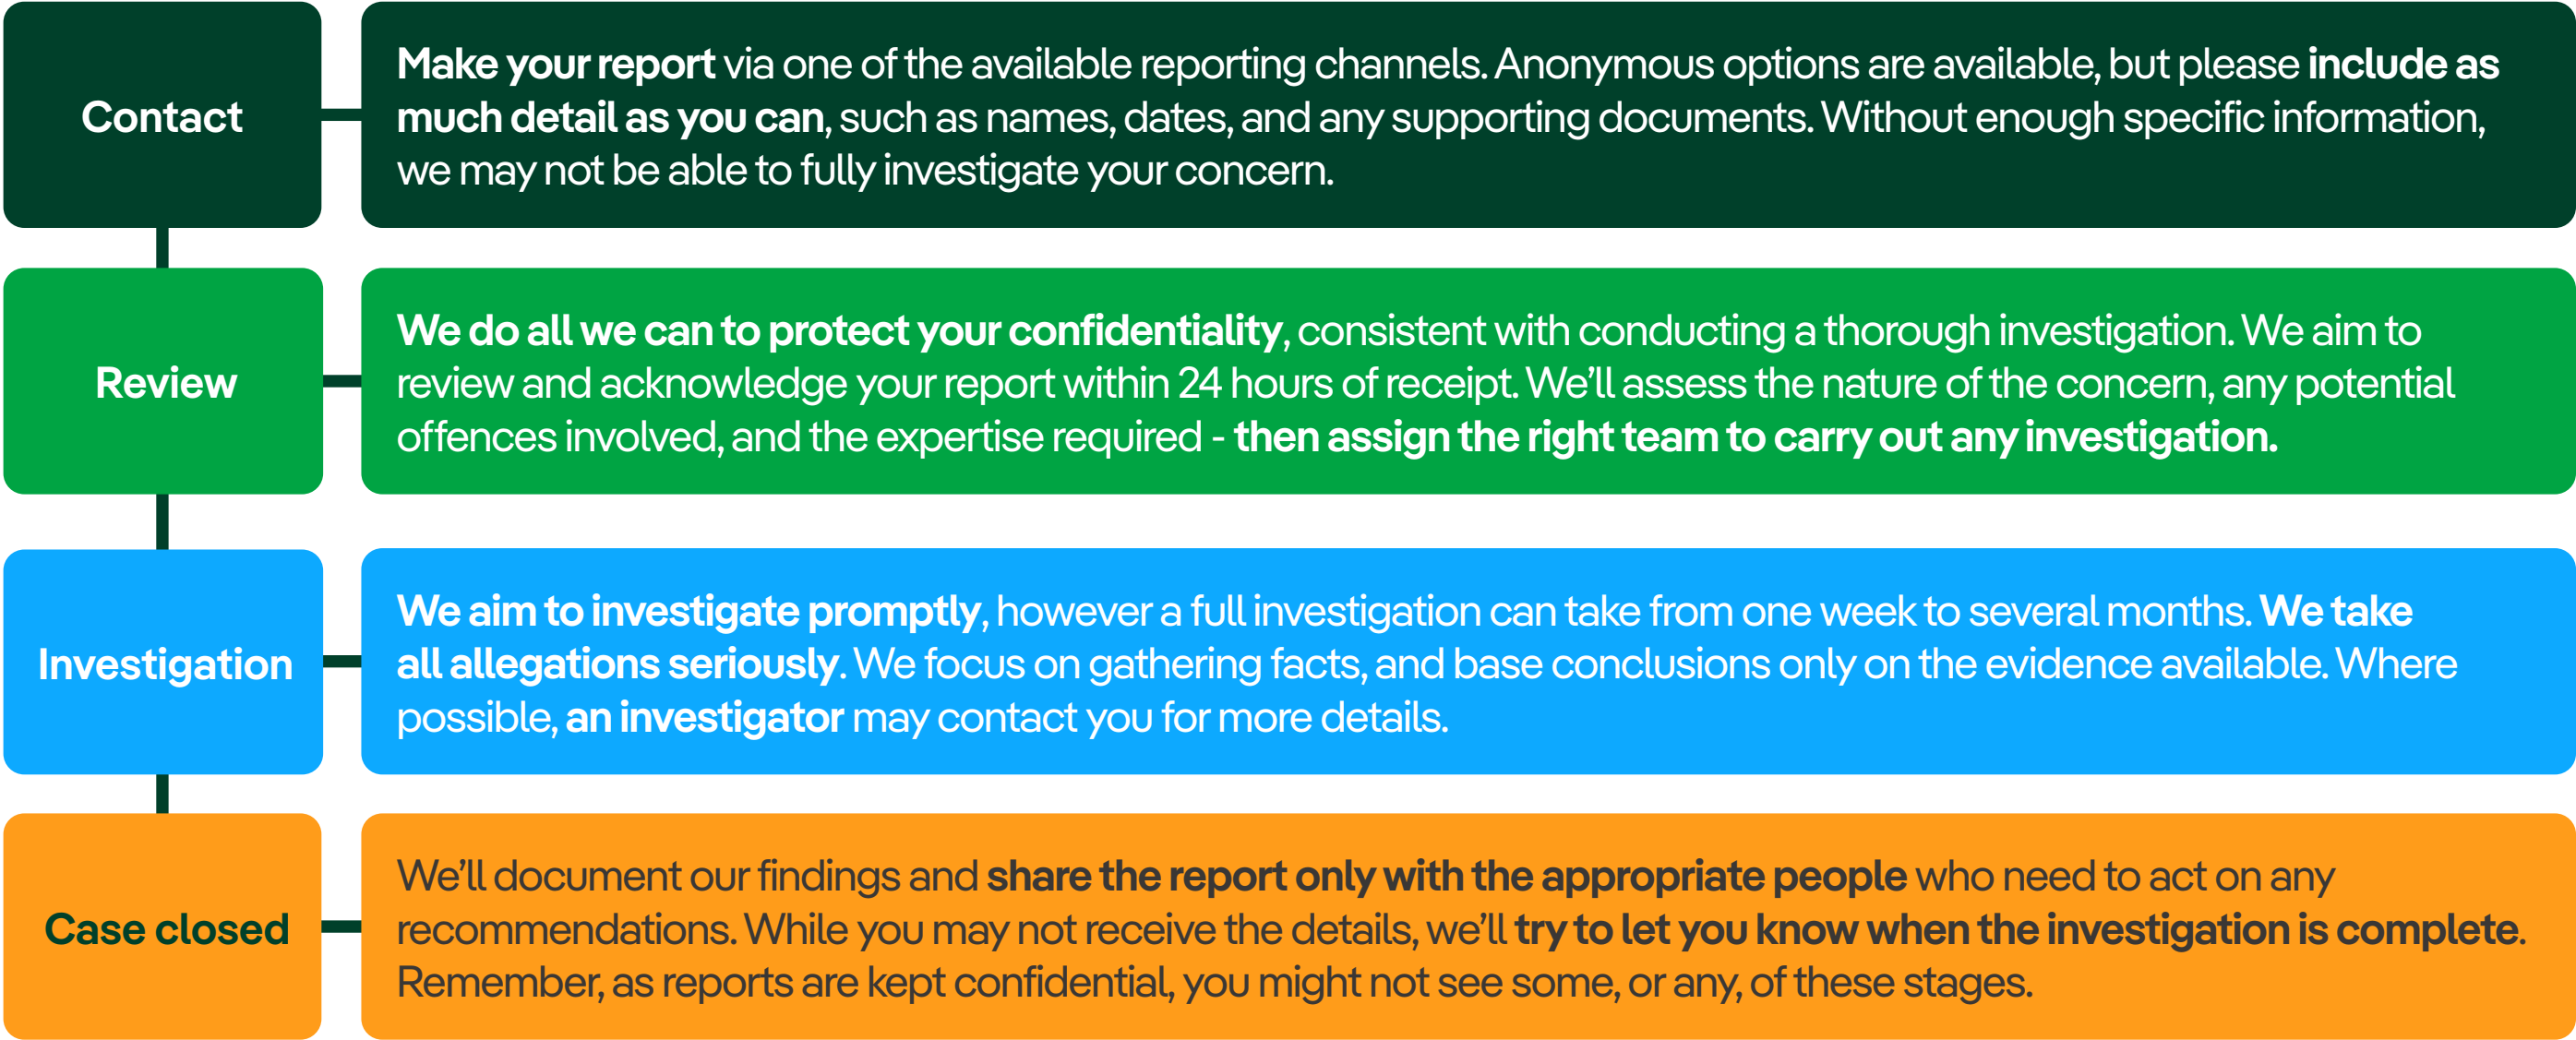 Contact
Make your report via one of the available reporting channels. Anonymous options are available, but please include as
much detail as you can, such as names, dates, and any supporting documents. Without enough specific information,
we may not be able to fully investigate your concern.
Review
We do all we can to protect your confidentiality, consistent with conducting a thorough investigation. We aim to
review and acknowledge your report within 24 hours of receipt. We’ll assess the nature of the concern, any potential
offences involved, and the expertise required - then assign the right team to carry out any investigation.
Investigation
We aim to investigate promptly, however a full investigation can take from one week to several months. We take
all allegations seriously. We focus on gathering facts, and base conclusions only on the evidence available. Where
possible, an investigator may contact you for more details.
Case closed
We’ll document our findings and share the report only with the appropriate people who need to act on any
recommendations. While you may not receive the details, we’ll try to let you know when the investigation is complete.
Remember, as reports are kept confidential, you might not see some, or any, of these stages.